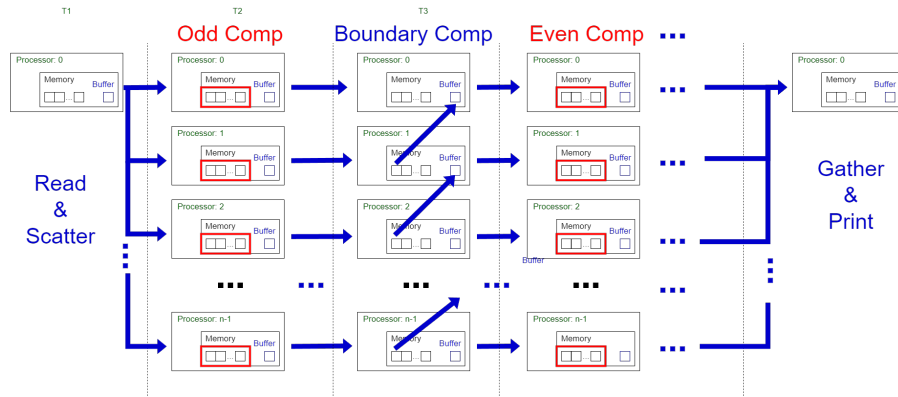 T1
T2
T3
Odd Comp
Boundary Comp
Even Comp
Processor: 0
Memory
Buffer
...
Processor: 0
Memory
Buffer
...
Processor: 0
Memory
Buffer
...
Processor: 0
Memory
Buffer
...
Processor: 0
Memory
Buffer
...
Processor: 1
Memory
Buffer
...
Processor: 1
Memory
Buffer
...
Processor: 1
Memory
Buffer
...
Read
&
Scatter
Gather
&
Print
Processor: 2
Memory
Buffer
...
Processor: 2
Memory
Buffer
...
Processor: 2
Memory
Buffer
...
Buffer
Processor: n-1
Memory
Buffer
...
Processor: n-1
Memory
Buffer
...
Processor: n-1
Memory
...